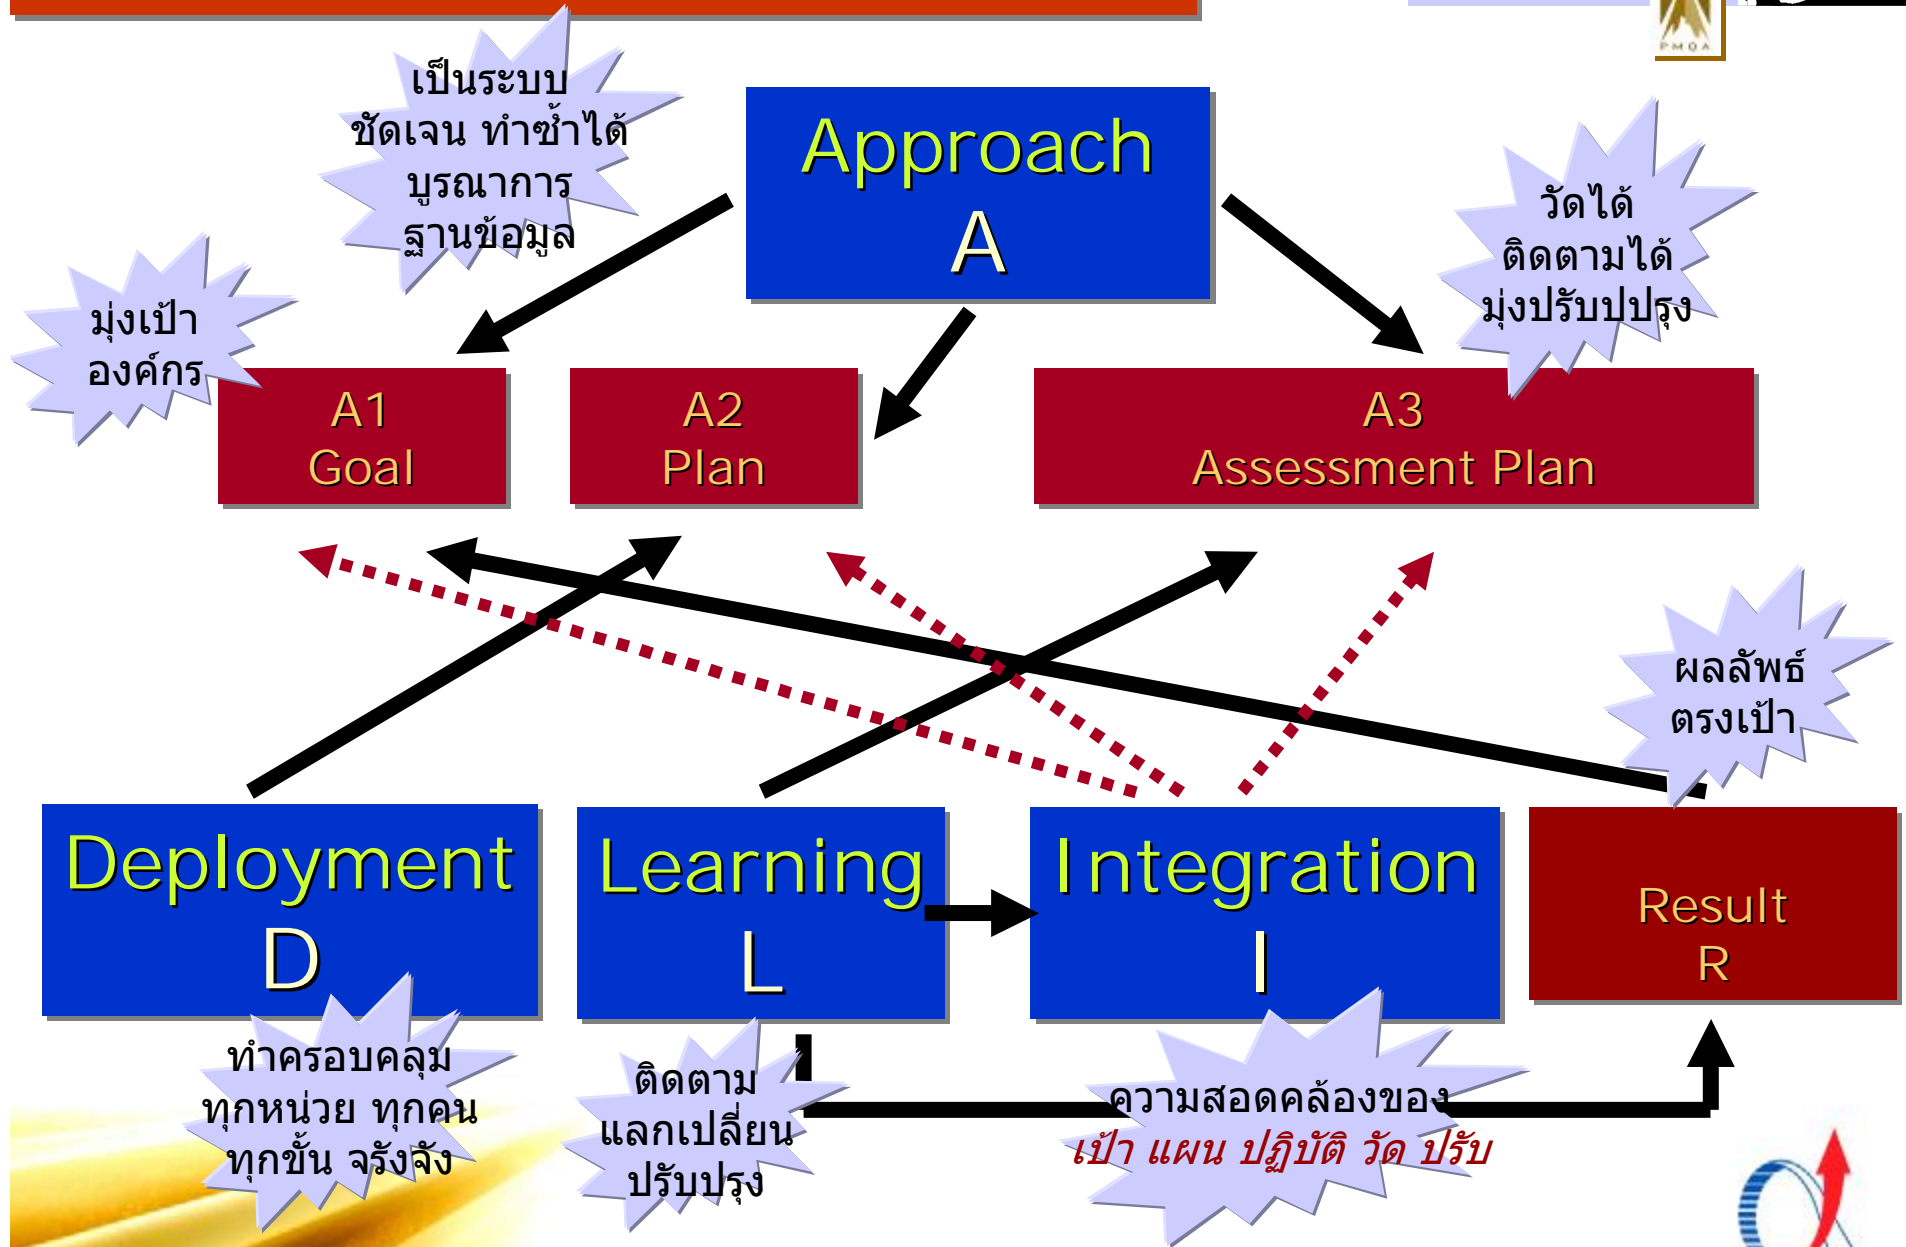 PMQA
เป็นระบบ
ชัดเจน ทำซ้ำได้
บูรณาการ
ฐานข้อมูล
Approach
A
วัดได้
ติดตามได้
มุ่งปรับปปรุง
มุ่งเป้า
องค์กร
A1
Goal
A2
Plan
A3
Assessment Plan
ผลลัพธ์
ตรงเป้า
Deployment
D
Learning
L
Integration
I
Result
R
ทำครอบคลุม
ทุกหน่วย ทุกคน
ทุกขั้น จริงจัง
ติดตาม
แลกเปลี่ยน
ปรับปรุง
ความสอดคล้องของ
เป้า แผน ปฏิบัติ วัด ปรับ